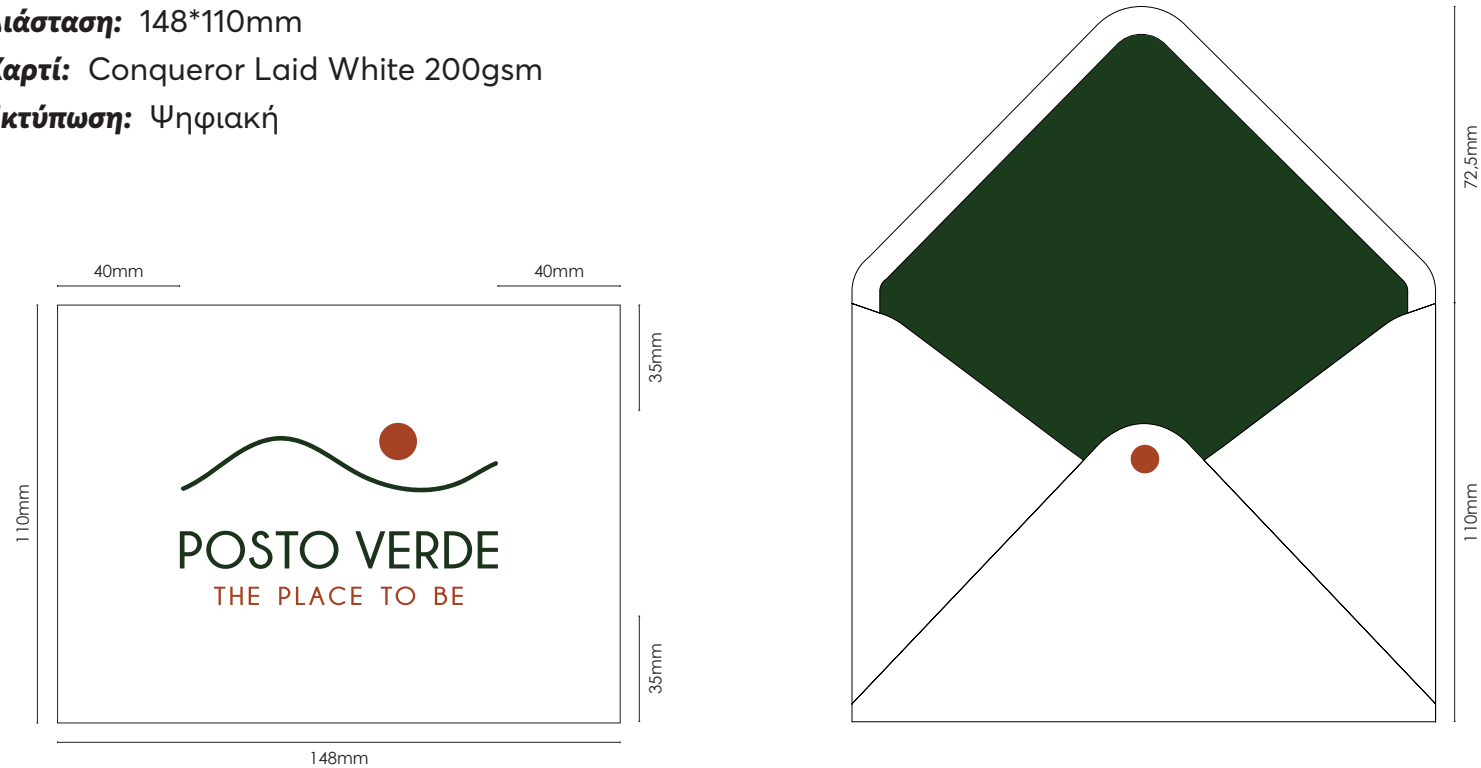 ιάσταση: 148*110mm
Χαρτί: Conqueror Laid White 200gsm
κτύπωση: Ψηφιακή
40mm
40mm
35mm
110mm
POSTO VERDE
THE PLACE TO BE
35mm
148mm
72,5mm
110mm